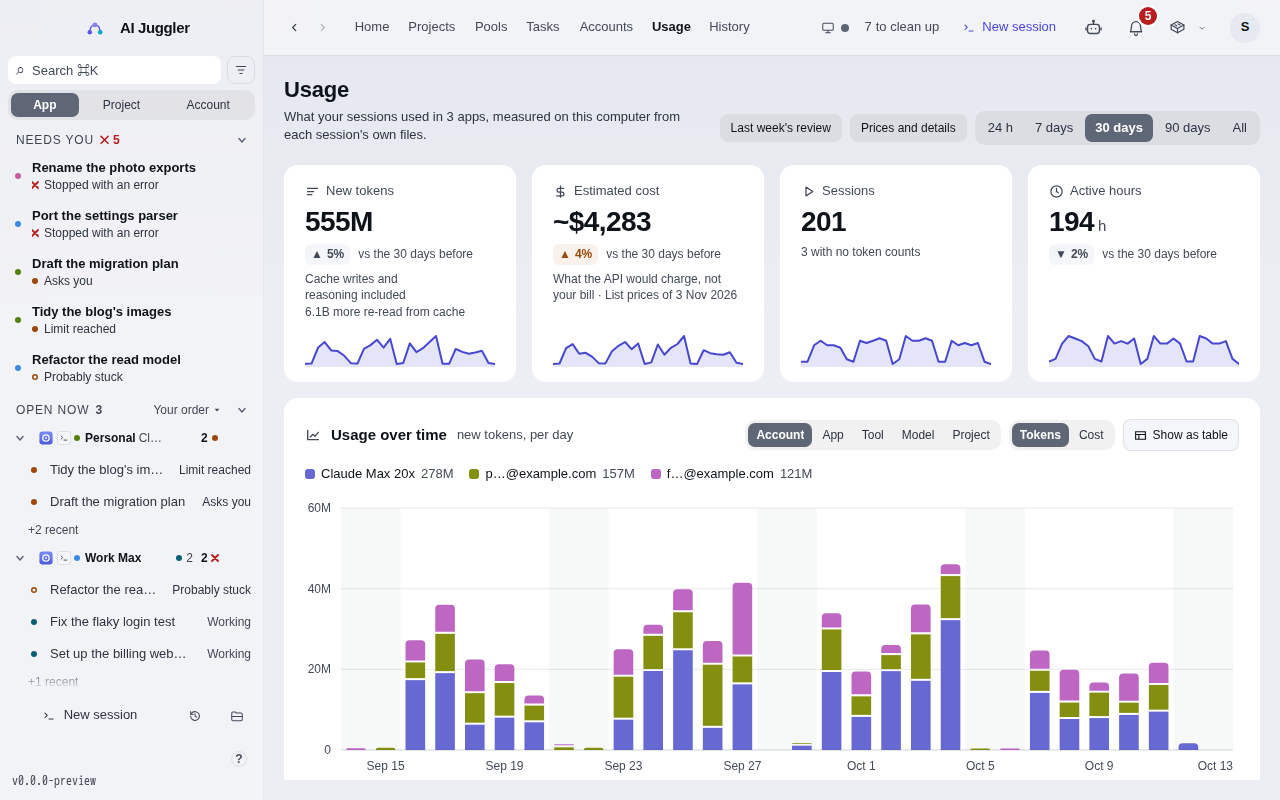 AI Juggler
Search ⌘K
App Project Account
NEEDS YOU 5
Rename the photo exports
Stopped with an error
Port the settings parser
Stopped with an error
Draft the migration plan
Asks you
Tidy the blog's images
Limit reached
Refactor the read model
Probably stuck
OPEN NOW 3 Your order
Personal Cl… 2
Tidy the blog's im… Limit reached
Draft the migration plan Asks you
+2 recent
Work Max 2 2
Refactor the rea… Probably stuck
Fix the flaky login test Working
Set up the billing web… Working
+1 recent
New session
?
v0.0.0-preview
Home Projects Pools Tasks Accounts Usage History 7 to clean up New session 5 S
Usage
What your sessions used in 3 apps, measured on this computer from
each session's own files.
Last week's review Prices and details 24 h 7 days 30 days 90 days All
New tokens
555M
▲ 5% vs the 30 days before
Cache writes and
reasoning included
6.1B more re-read from cache
Estimated cost
~$4,283
▲ 4% vs the 30 days before
What the API would charge, not
your bill · List prices of 3 Nov 2026
Sessions
201
3 with no token counts
Active hours
194 h
▼ 2% vs the 30 days before
Usage over time new tokens, per day
Account App Tool Model Project Tokens Cost Show as table
Claude Max 20x 278M p…@example.com 157M f…@example.com 121M
60M
40M
20M
0
Sep 15 Sep 19 Sep 23 Sep 27 Oct 1 Oct 5 Oct 9 Oct 13